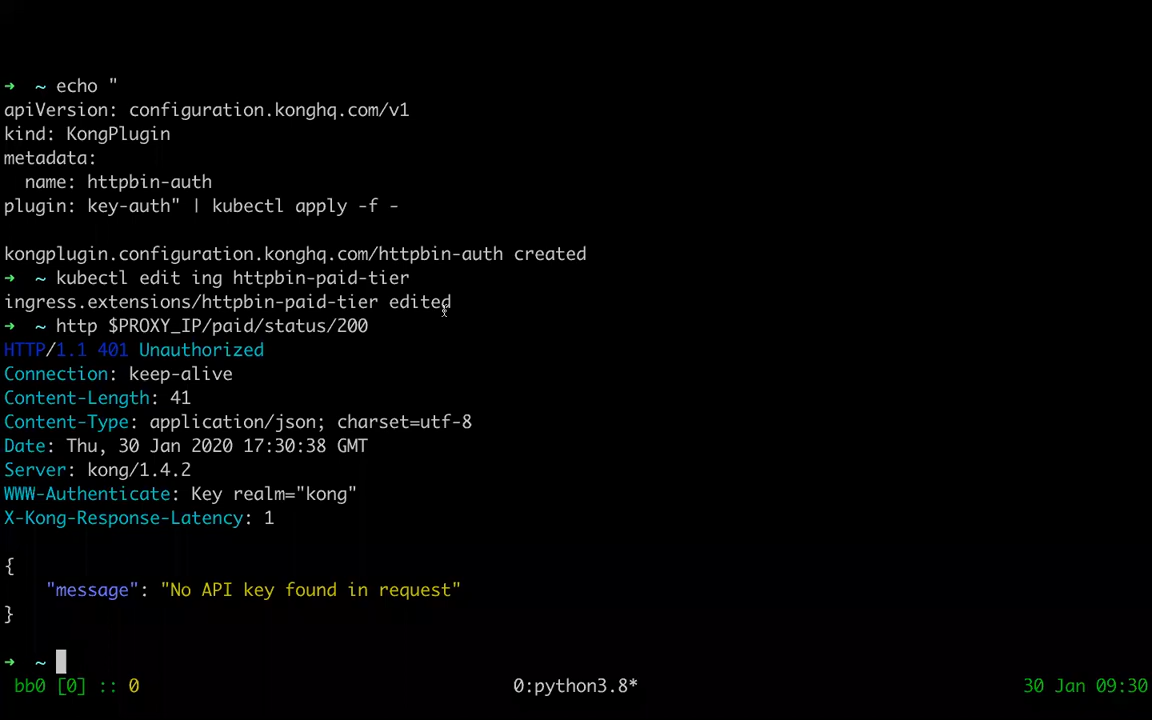 ➜  ~ echo "
apiVersion: configuration.konghq.com/v1
kind: KongPlugin
metadata:
  name: httpbin-auth
plugin: key-auth" | kubectl apply -f -
kongplugin.configuration.konghq.com/httpbin-auth created
➜  ~ kubectl edit ing httpbin-paid-tier
ingress.extensions/httpbin-paid-tier edited
➜  ~ http $PROXY_IP/paid/status/200
HTTP/1.1 401 Unauthorized
Connection: keep-alive
Content-Length: 41
Content-Type: application/json; charset=utf-8
Date: Thu, 30 Jan 2020 17:30:38 GMT
Server: kong/1.4.2
WWW-Authenticate: Key realm="kong"
X-Kong-Response-Latency: 1
{
    "message": "No API key found in request"
}
➜  ~
bb0 [0] :: 0 0:python3.8* 30 Jan 09:30